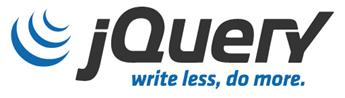 jQuery
write less, do more.